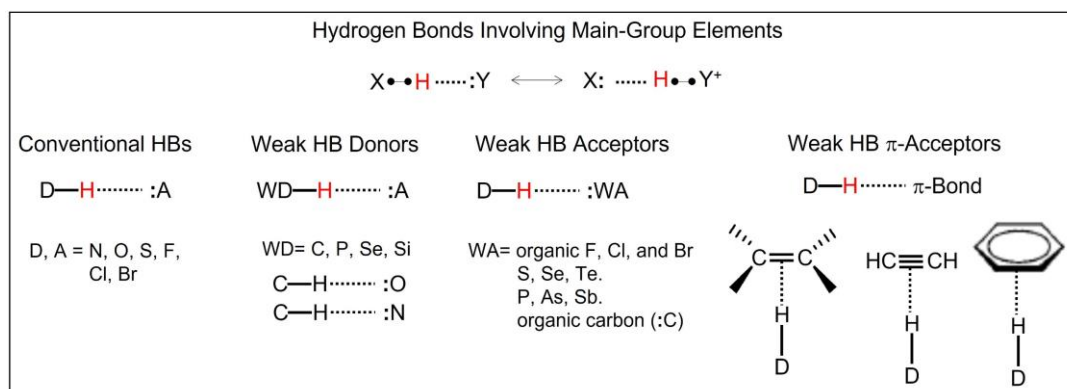 Hydrogen Bonds Involving Main-Group Elements
X•–•H ······ :Y ⟷ X: ······ H•–•Y⁺
Conventional HBs
D–H ········ :A
D, A = N, O, S, F,
Cl, Br
Weak HB Donors
WD–H ········ :A
WD= C, P, Se, Si
C–H ········ :O
C–H ········ :N
Weak HB Acceptors
D–H ········ :WA
WA= organic F, Cl, and Br
S, Se, Te.
P, As, Sb.
organic carbon (:C)
Weak HB π-Acceptors
D–H ········ π-Bond
C=C
H
D
HC≡CH
H
D
H
D